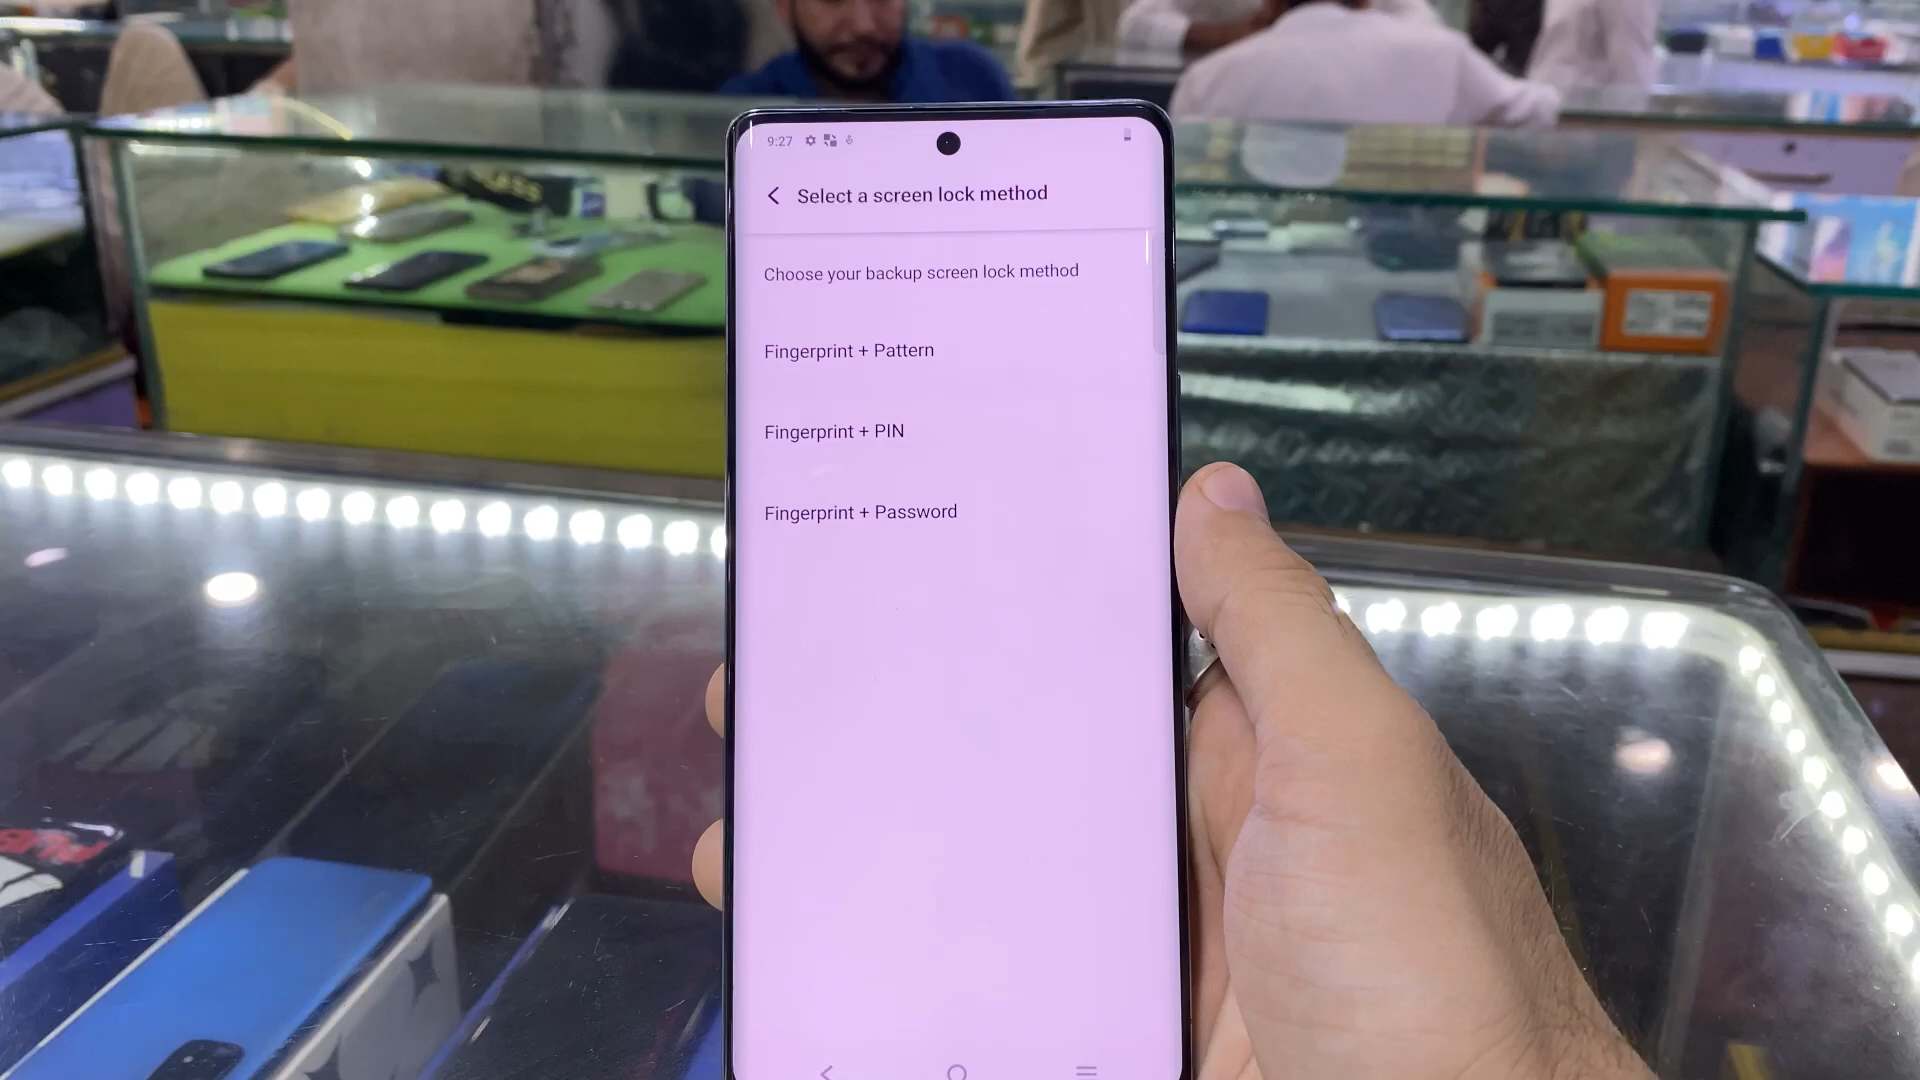 9:27
Select a screen lock method
Choose your backup screen lock method
Fingerprint + Pattern
Fingerprint + PIN
Fingerprint + Password